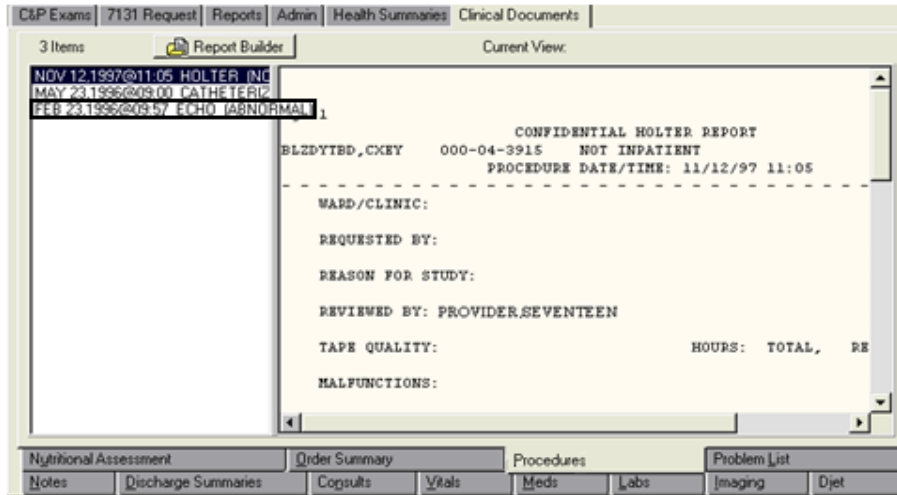 C&P Exams 7131 Request Reports Admin Health Summaries Clinical Documents
3 Items Report Builder Current View:
NOV 12,1997@11:05 HOLTER (NO
MAY 23,1996@09:00 CATHETERIZ
FEB 23,1996@09:57 ECHO (ABNORMAL)
1
CONFIDENTIAL HOLTER REPORT
BLZDYTBD,CXEY 000-04-3915 NOT INPATIENT
PROCEDURE DATE/TIME: 11/12/97 11:05
WARD/CLINIC:
REQUESTED BY:
REASON FOR STUDY:
REVIEWED BY: PROVIDER,SEVENTEEN
TAPE QUALITY: HOURS: TOTAL, RE
MALFUNCTIONS:
Nutritional Assessment Order Summary Procedures Problem List
Notes Discharge Summaries Consults Vitals Meds Labs Imaging Diet